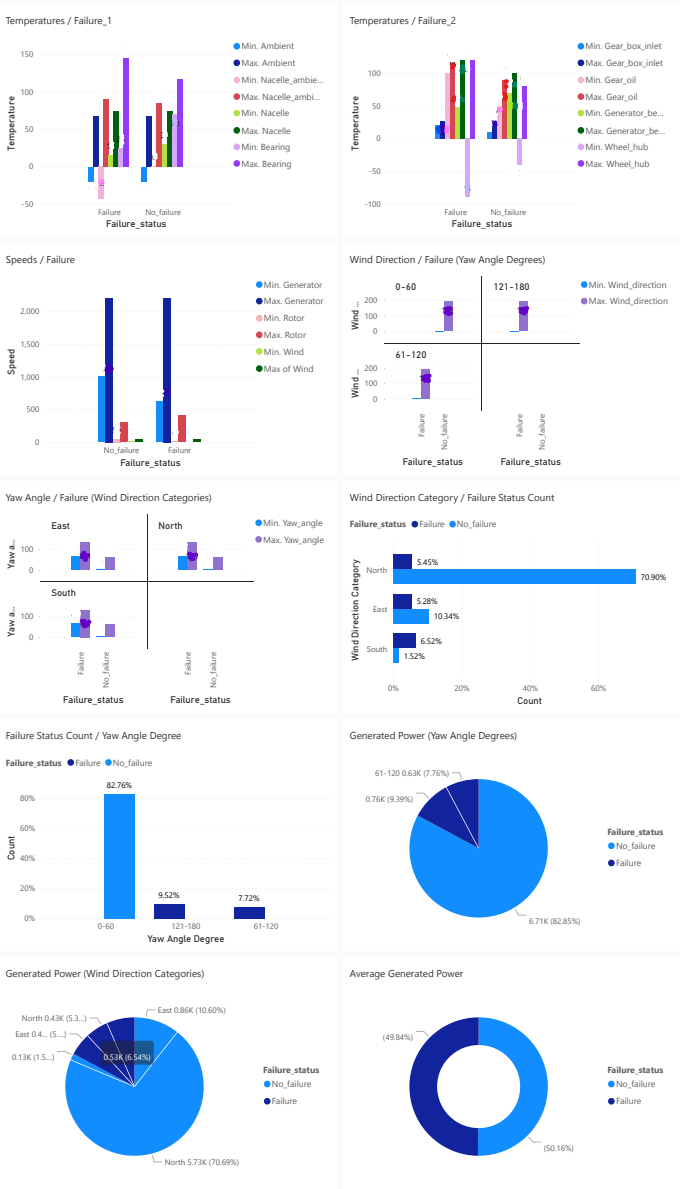 Temperatures / Failure_1
150
100
50
0
-50
Temperature
Failure
No_failure
Failure_status
Min. Ambient
Max. Ambient
Min. Nacelle_ambie...
Max. Nacelle_ambi...
Min. Nacelle
Max. Nacelle
Min. Bearing
Max. Bearing
Temperatures / Failure_2
100
50
0
-50
-100
Temperature
Failure
No_failure
Failure_status
Min. Gear_box_inlet
Max. Gear_box_inlet
Min. Gear_oil
Max. Gear_oil
Min. Generator_be...
Max. Generator_be...
Min. Wheel_hub
Max. Wheel_hub
Speeds / Failure
2,000
1,500
1,000
500
0
Speed
No_failure
Failure
Failure_status
Min. Generator
Max. Generator
Min. Rotor
Max. Rotor
Min. Wind
Max of Wind
Wind Direction / Failure (Yaw Angle Degrees)
0-60
121-180
200
100
0
Wind ...
61-120
200
100
0
Wind ...
Failure
No_failure
Failure
No_failure
Failure_status
Failure_status
Min. Wind_direction
Max. Wind_direction
Yaw Angle / Failure (Wind Direction Categories)
East
North
100
0
Yaw a...
South
100
0
Yaw a...
Failure
No_failure
Failure
No_failure
Failure_status
Failure_status
Min. Yaw_angle
Max. Yaw_angle
Wind Direction Category / Failure Status Count
Failure_status Failure No_failure
Wind Direction Category
North
5.45%
70.90%
East
5.28%
10.34%
South
6.52%
1.52%
0%
20%
40%
60%
Count
Failure Status Count / Yaw Angle Degree
Failure_status Failure No_failure
80%
60%
40%
20%
0%
Count
82.76%
9.52%
7.72%
0-60
121-180
61-120
Yaw Angle Degree
Generated Power (Yaw Angle Degrees)
61-120 0.63K (7.76%)
0.76K (9.39%)
6.71K (82.85%)
Failure_status
No_failure
Failure
Generated Power (Wind Direction Categories)
East 0.86K (10.60%)
North 0.43K (5.3...)
East 0.4... (5....)
0.13K (1.5...)
0.53K (6.54%)
North 5.73K (70.69%)
Failure_status
No_failure
Failure
Average Generated Power
(49.84%)
(50.16%)
Failure_status
No_failure
Failure